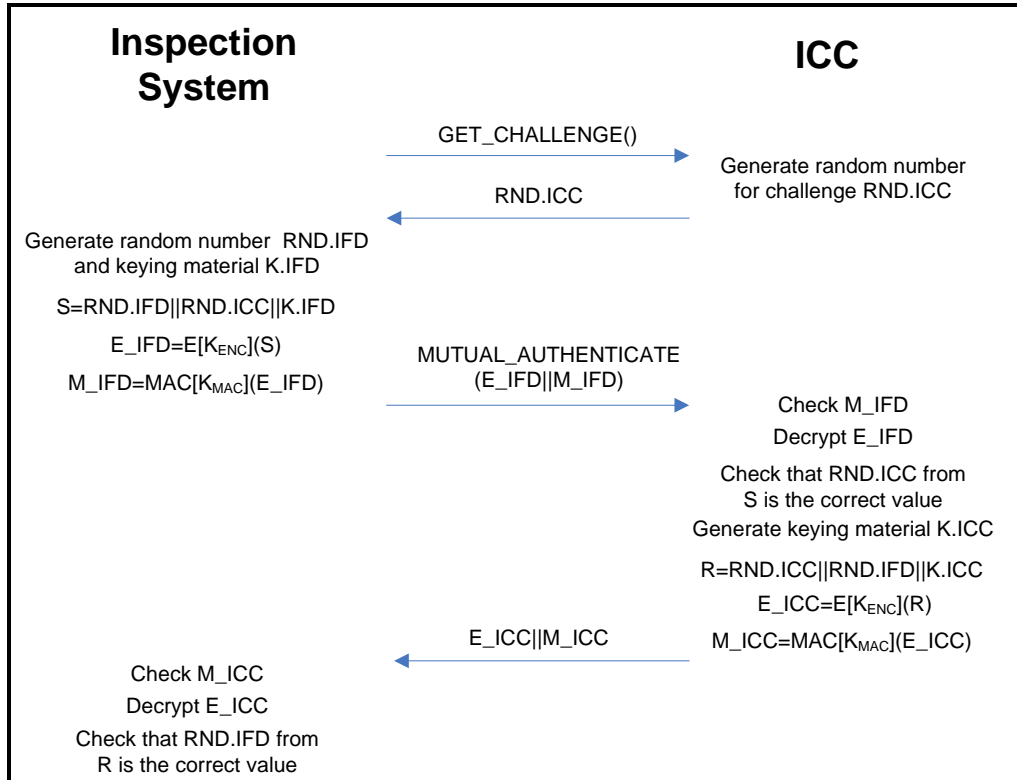 Inspection
System
ICC
GET_CHALLENGE()
Generate random number
for challenge RND.ICC
RND.ICC
Generate random number  RND.IFD
and keying material K.IFD
S=RND.IFD||RND.ICC||K.IFD
E_IFD=E[KENC](S)
M_IFD=MAC[KMAC](E_IFD)
MUTUAL_AUTHENTICATE
(E_IFD||M_IFD)
Check M_IFD
Decrypt E_IFD
Check that RND.ICC from
S is the correct value
Generate keying material K.ICC
R=RND.ICC||RND.IFD||K.ICC
E_ICC=E[KENC](R)
M_ICC=MAC[KMAC](E_ICC)
E_ICC||M_ICC
Check M_ICC
Decrypt E_ICC
Check that RND.IFD from
R is the correct value